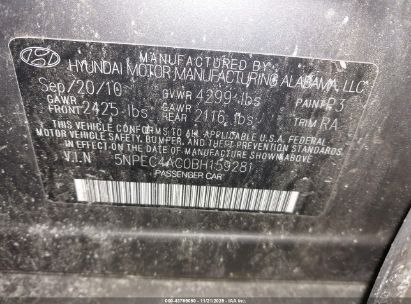 MANUFACTURED BY
HYUNDAI MOTOR MANUFACTURING ALABAMA, LLC
Sep/20/10 GVWR 4299 lbs PAINT P3
GAWR FRONT 2425 lbs GAWR REAR 2116 lbs TRIM RA
THIS VEHICLE CONFORMS TO ALL APPLICABLE U.S.A. FEDERAL
MOTOR VEHICLE SAFETY, BUMPER, AND THEFT PREVENTION STANDARDS
IN EFFECT ON THE DATE OF MANUFACTURE SHOWN ABOVE.
V.I.N 5NPEC4AC0BH159281
PASSENGER CAR